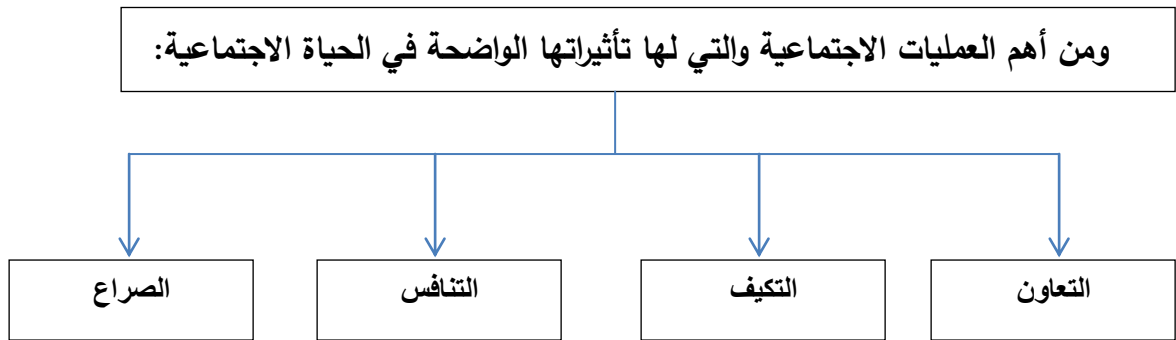 ومن أهم العمليات الاجتماعية والتي لها تأثيراتها الواضحة في الحياة الاجتماعية:
التعاون
التكيف
التنافس
الصراع